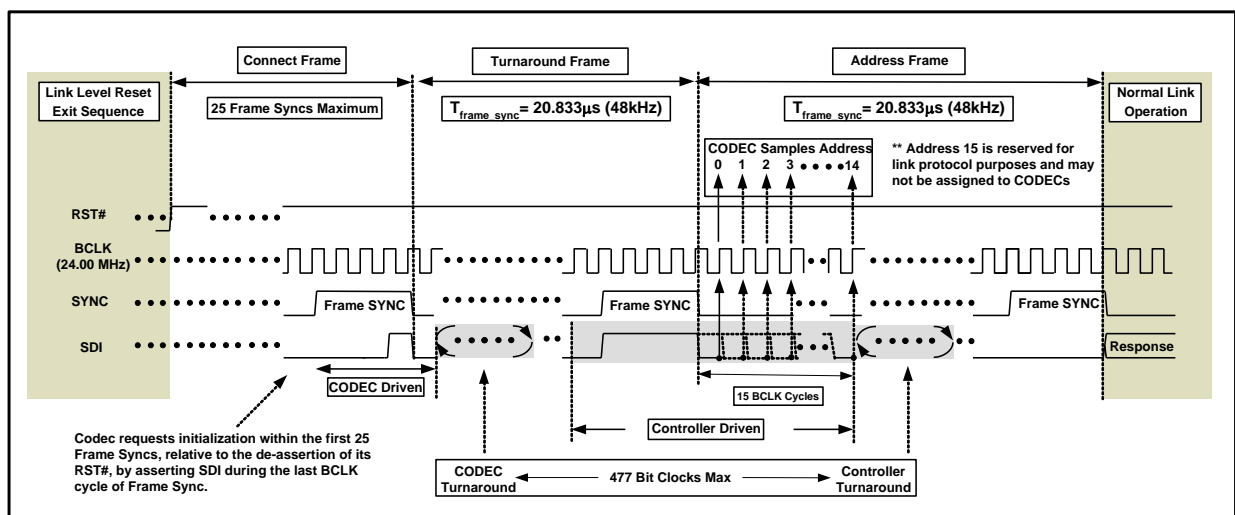 Connect Frame
Turnaround Frame
Address Frame
Link Level Reset
Exit Sequence
25 Frame Syncs Maximum
Tframe_sync= 20.833μs (48kHz)
Tframe_sync= 20.833μs (48kHz)
Normal Link
Operation
CODEC Samples Address
0 1 2 3 14
** Address 15 is reserved for
link protocol purposes and may
not be assigned to CODECs
RST#
BCLK
(24.00 MHz)
SYNC
Frame SYNC
Frame SYNC
Frame SYNC
SDI
Response
CODEC Driven
15 BCLK Cycles
Controller Driven
Codec requests initialization within the first 25
Frame Syncs, relative to the de-assertion of its
RST#, by asserting SDI during the last BCLK
cycle of Frame Sync.
CODEC
Turnaround
477 Bit Clocks Max
Controller
Turnaround